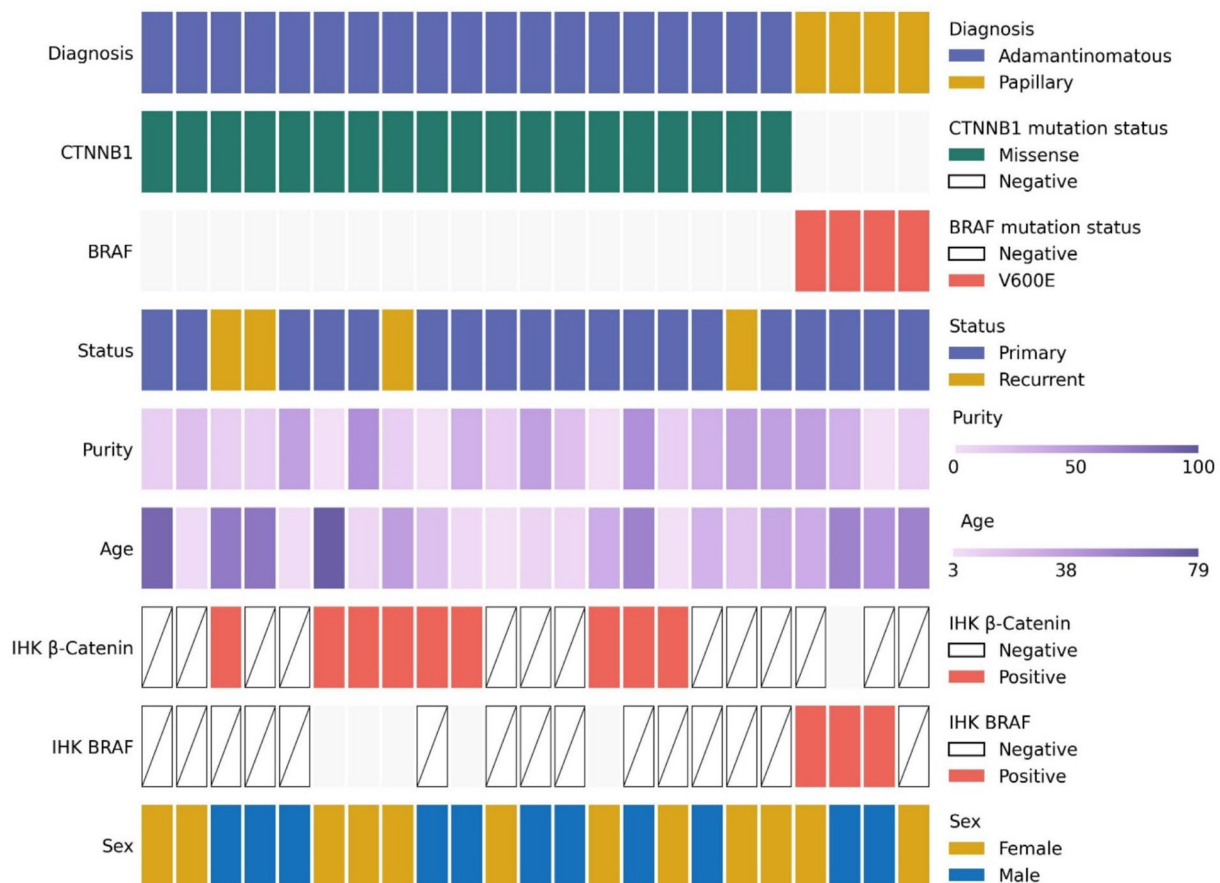 Diagnosis
Diagnosis
Adamantinomatous
Papillary
CTNNB1
CTNNB1 mutation status
Missense
Negative
BRAF
BRAF mutation status
Negative
V600E
Status
Status
Primary
Recurrent
Purity
Purity
0 50 100
Age
Age
3 38 79
IHK β-Catenin
IHK β-Catenin
Negative
Positive
IHK BRAF
IHK BRAF
Negative
Positive
Sex
Sex
Female
Male